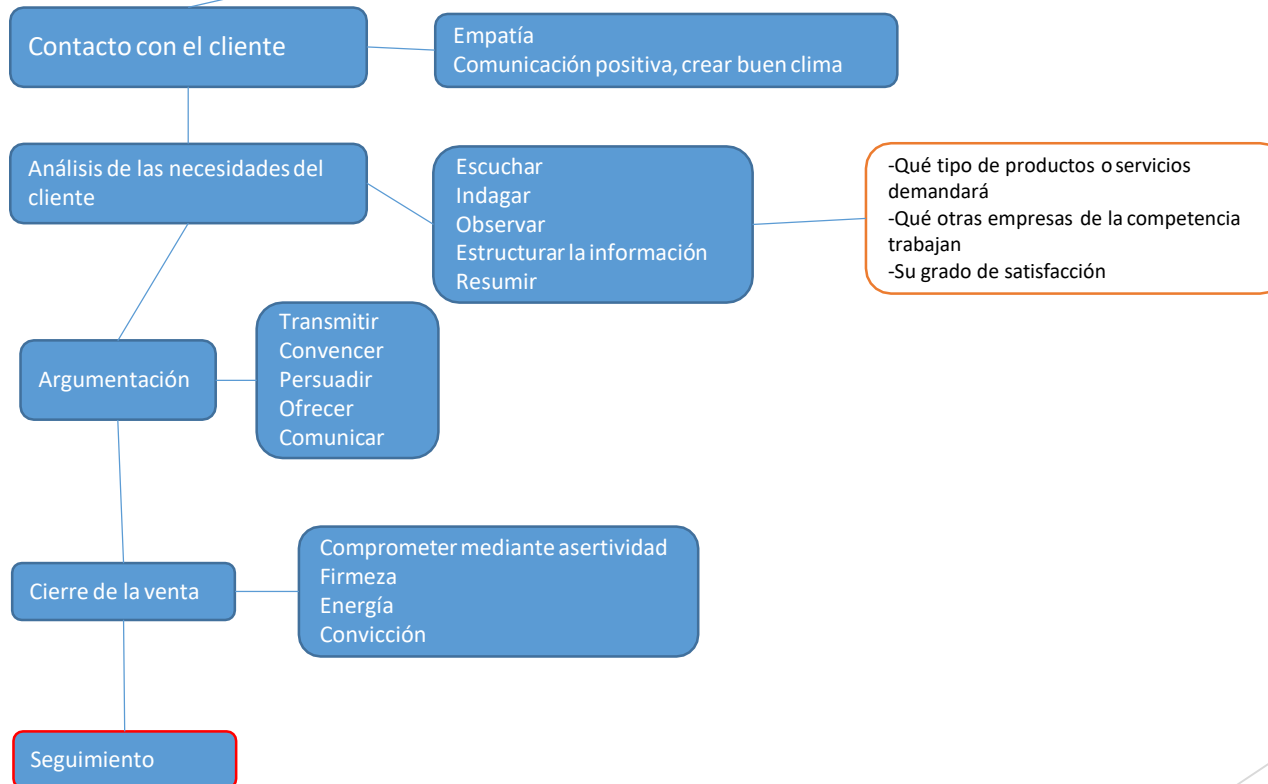 Contacto con el cliente
Empatía
Comunicación positiva, crear buen clima
Análisis de las necesidades del
cliente
Escuchar
Indagar
Observar
Estructurar la información
Resumir
-Qué tipo de productos o servicios
demandará
-Qué otras empresas de la competencia
trabajan
-Su grado de satisfacción
Argumentación
Transmitir
Convencer
Persuadir
Ofrecer
Comunicar
Cierre de la venta
Comprometer mediante asertividad
Firmeza
Energía
Convicción
Seguimiento